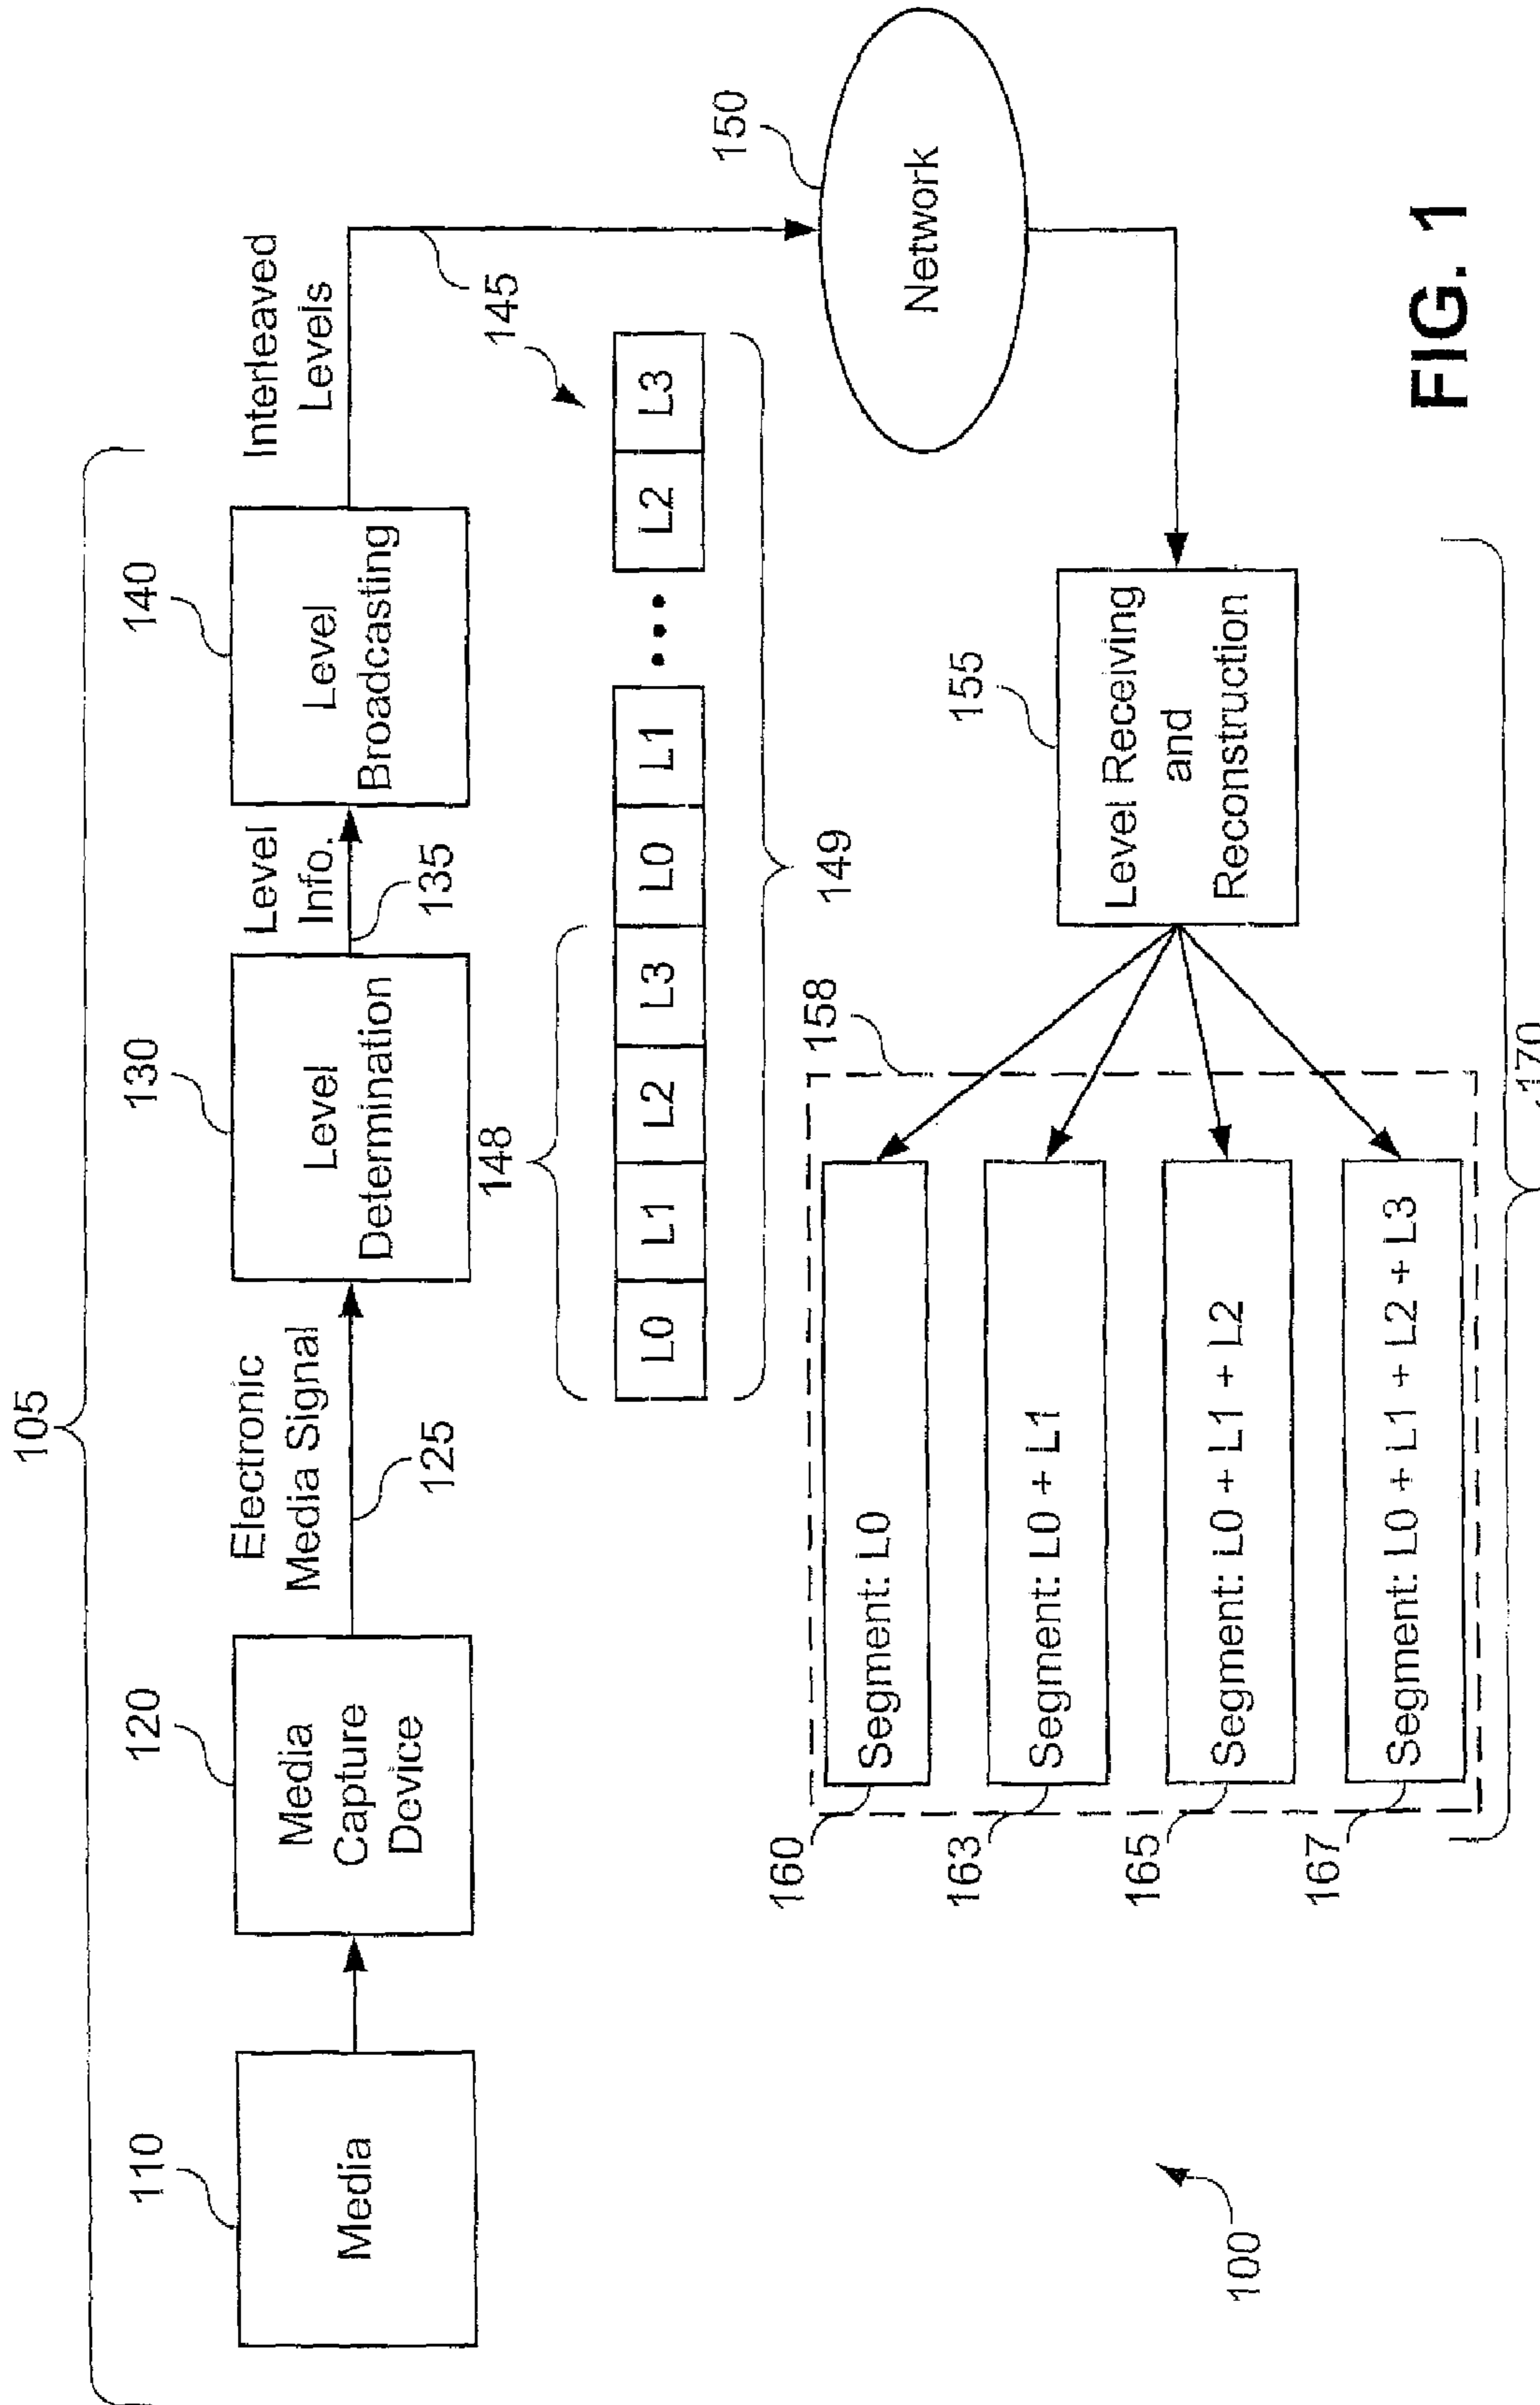 105
110
120
130
140
Media
Media
Capture
Device
Electronic
Media Signal
125
Level
Determination
Level
Info.
135
Level
Broadcasting
Interleaved
Levels
145
148
L0 L1 L2 L3 L0 L1 ••• L2 L3
149
150
Network
158
155
Level Receiving
and
Reconstruction
160
Segment: L0
163
Segment: L0 + L1
165
Segment: L0 + L1 + L2
167
Segment: L0 + L1 + L2 + L3
170
100
FIG. 1